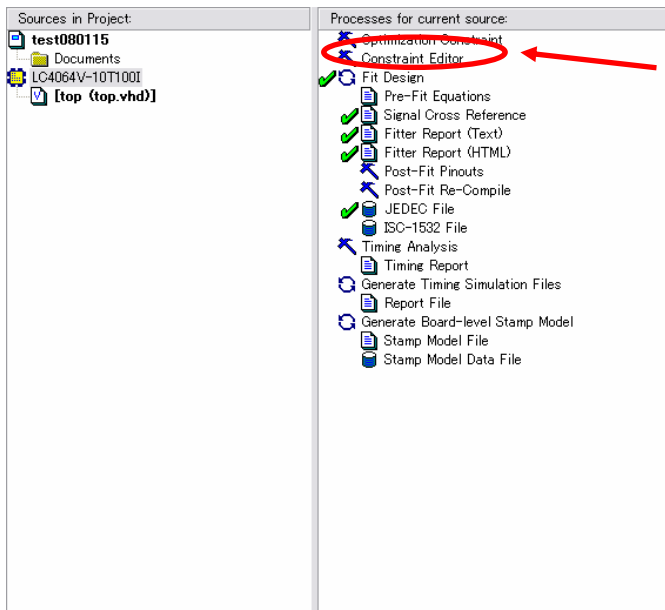 Sources in Project:
test080115
Documents
LC4064V-10T100I
[top (top.vhd)]
Processes for current source:
Optimization Constraint
Constraint Editor
Fit Design
Pre-Fit Equations
Signal Cross Reference
Fitter Report (Text)
Fitter Report (HTML)
Post-Fit Pinouts
Post-Fit Re-Compile
JEDEC File
ISC-1532 File
Timing Analysis
Timing Report
Generate Timing Simulation Files
Report File
Generate Board-level Stamp Model
Stamp Model File
Stamp Model Data File